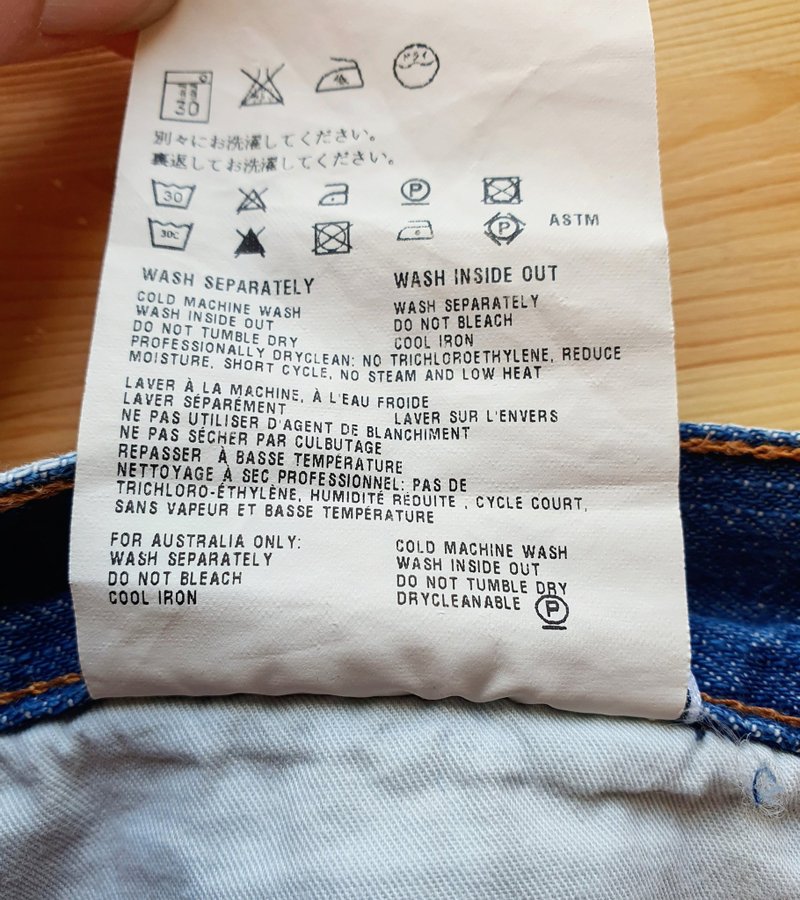 30
ドライ
別々にお洗濯してください。
裏返してお洗濯してください。
30 P
30C P ASTM
WASH SEPARATELY WASH INSIDE OUT
COLD MACHINE WASH WASH SEPARATELY
WASH INSIDE OUT DO NOT BLEACH
DO NOT TUMBLE DRY COOL IRON
PROFESSIONALLY DRYCLEAN: NO TRICHLOROETHYLENE, REDUCE
MOISTURE, SHORT CYCLE, NO STEAM AND LOW HEAT
LAVER À LA MACHINE, À L'EAU FROIDE
LAVER SÉPARÉMENT LAVER SUR L'ENVERS
NE PAS UTILISER D'AGENT DE BLANCHIMENT
NE PAS SÉCHER PAR CULBUTAGE
REPASSER À BASSE TEMPÉRATURE
NETTOYAGE À SEC PROFESSIONNEL: PAS DE
TRICHLORO-ÉTHYLÈNE, HUMIDITÉ RÉDUITE , CYCLE COURT,
SANS VAPEUR ET BASSE TEMPÉRATURE
FOR AUSTRALIA ONLY: COLD MACHINE WASH
WASH SEPARATELY WASH INSIDE OUT
DO NOT BLEACH DO NOT TUMBLE DRY
COOL IRON DRYCLEANABLE P